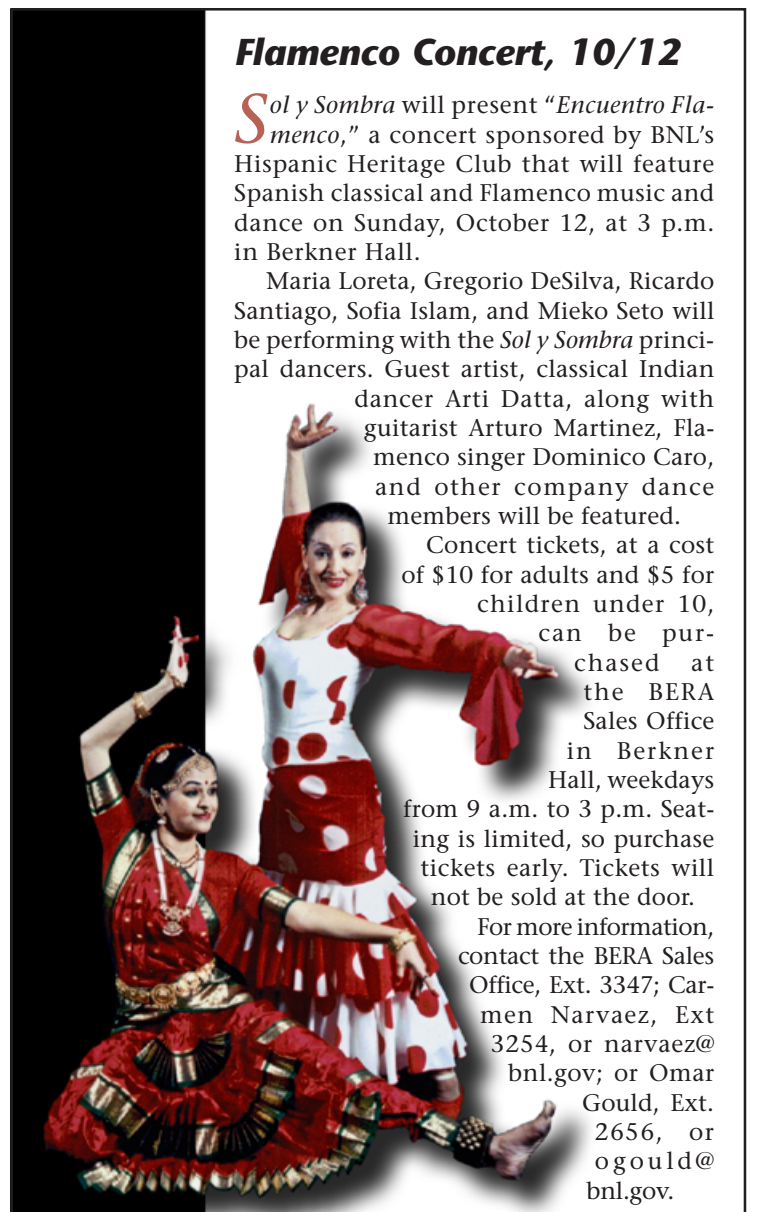 Flamenco Concert, 10/12
Sol y Sombra will present “Encuentro Fla-
menco,” a concert sponsored by BNL’s
Hispanic Heritage Club that will feature
Spanish classical and Flamenco music and
dance on Sunday, October 12, at 3 p.m.
in Berkner Hall.
Maria Loreta, Gregorio DeSilva, Ricardo
Santiago, Sofia Islam, and Mieko Seto will
be performing with the Sol y Sombra princi-
pal dancers. Guest artist, classical Indian
dancer Arti Datta, along with
guitarist Arturo Martinez, Fla-
menco singer Dominico Caro,
and other company dance
members will be featured.
Concert tickets, at a cost
of $10 for adults and $5 for
children under 10,
can be pur-
chased at
the BERA
Sales Office
in Berkner
Hall, weekdays
from 9 a.m. to 3 p.m. Seat-
ing is limited, so purchase
tickets early. Tickets will
not be sold at the door.
For more information,
contact the BERA Sales
Office, Ext. 3347; Car-
men Narvaez, Ext
3254, or narvaez@
bnl.gov; or Omar
Gould, Ext.
2656, or
ogould@
bnl.gov.